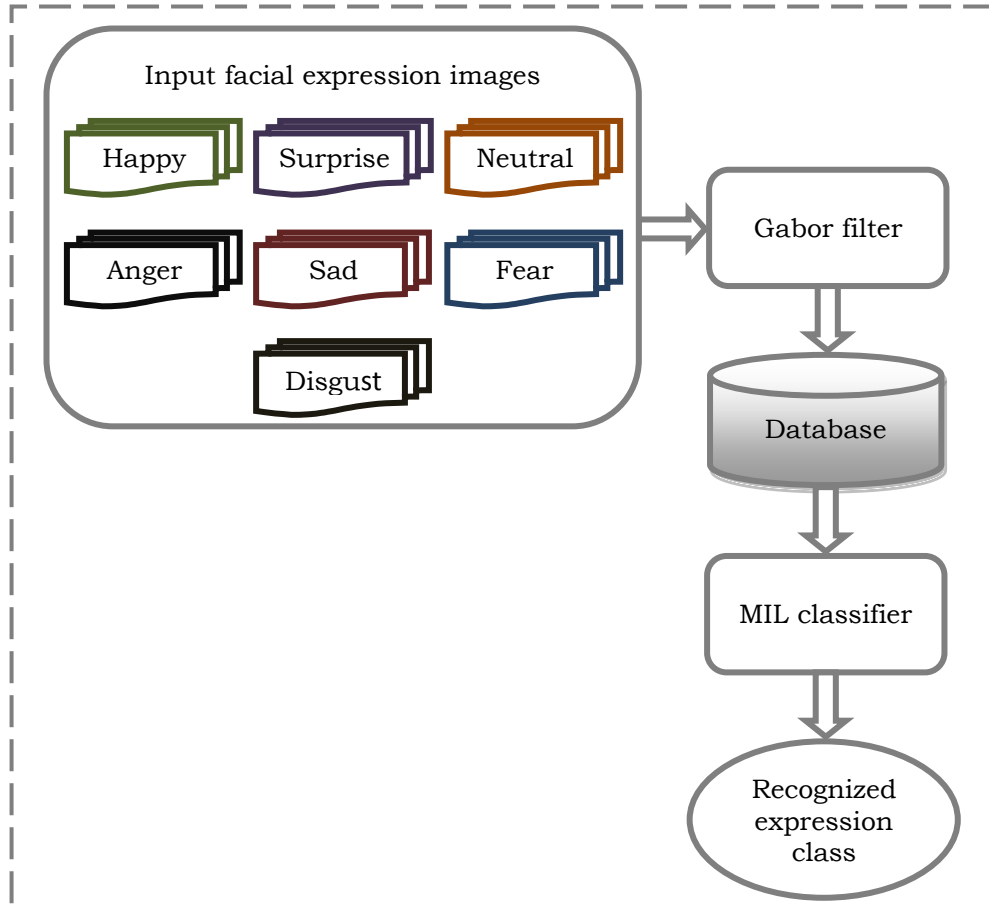 Input facial expression images
Happy
Surprise
Neutral
Anger
Sad
Fear
Disgust
Gabor filter
Database
MIL classifier
Recognized
expression
class